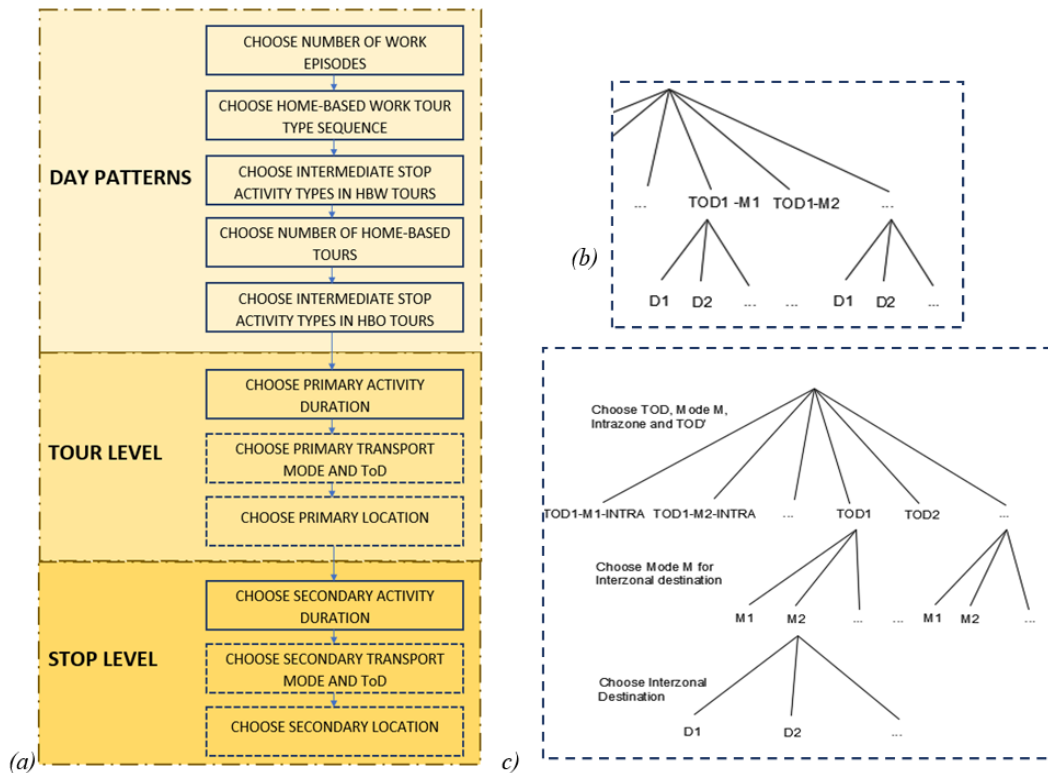 CHOOSE NUMBER OF WORK
EPISODES
CHOOSE HOME-BASED WORK TOUR
TYPE SEQUENCE
DAY PATTERNS
CHOOSE INTERMEDIATE STOP
ACTIVITY TYPES IN HBW TOURS
CHOOSE NUMBER OF HOME-BASED
TOURS
CHOOSE INTERMEDIATE STOP
ACTIVITY TYPES IN HBO TOURS
CHOOSE PRIMARY ACTIVITY
DURATION
TOUR LEVEL
CHOOSE PRIMARY TRANSPORT
MODE AND ToD
CHOOSE PRIMARY LOCATION
CHOOSE SECONDARY ACTIVITY
DURATION
STOP LEVEL
CHOOSE SECONDARY TRANSPORT
MODE AND ToD
CHOOSE SECONDARY LOCATION
(a)
... TOD1 -M1 TOD1-M2 ...
(b)
D1 D2 ... ... D1 D2 ...
Choose TOD, Mode M,
Intrazone and TOD'
TOD1-M1-INTRA TOD1-M2-INTRA ... TOD1 TOD2 ...
Choose Mode M for
Interzonal destination
M1 M2 ... ... M1 M2 ...
Choose Interzonal
Destination
D1 D2 ...
c)